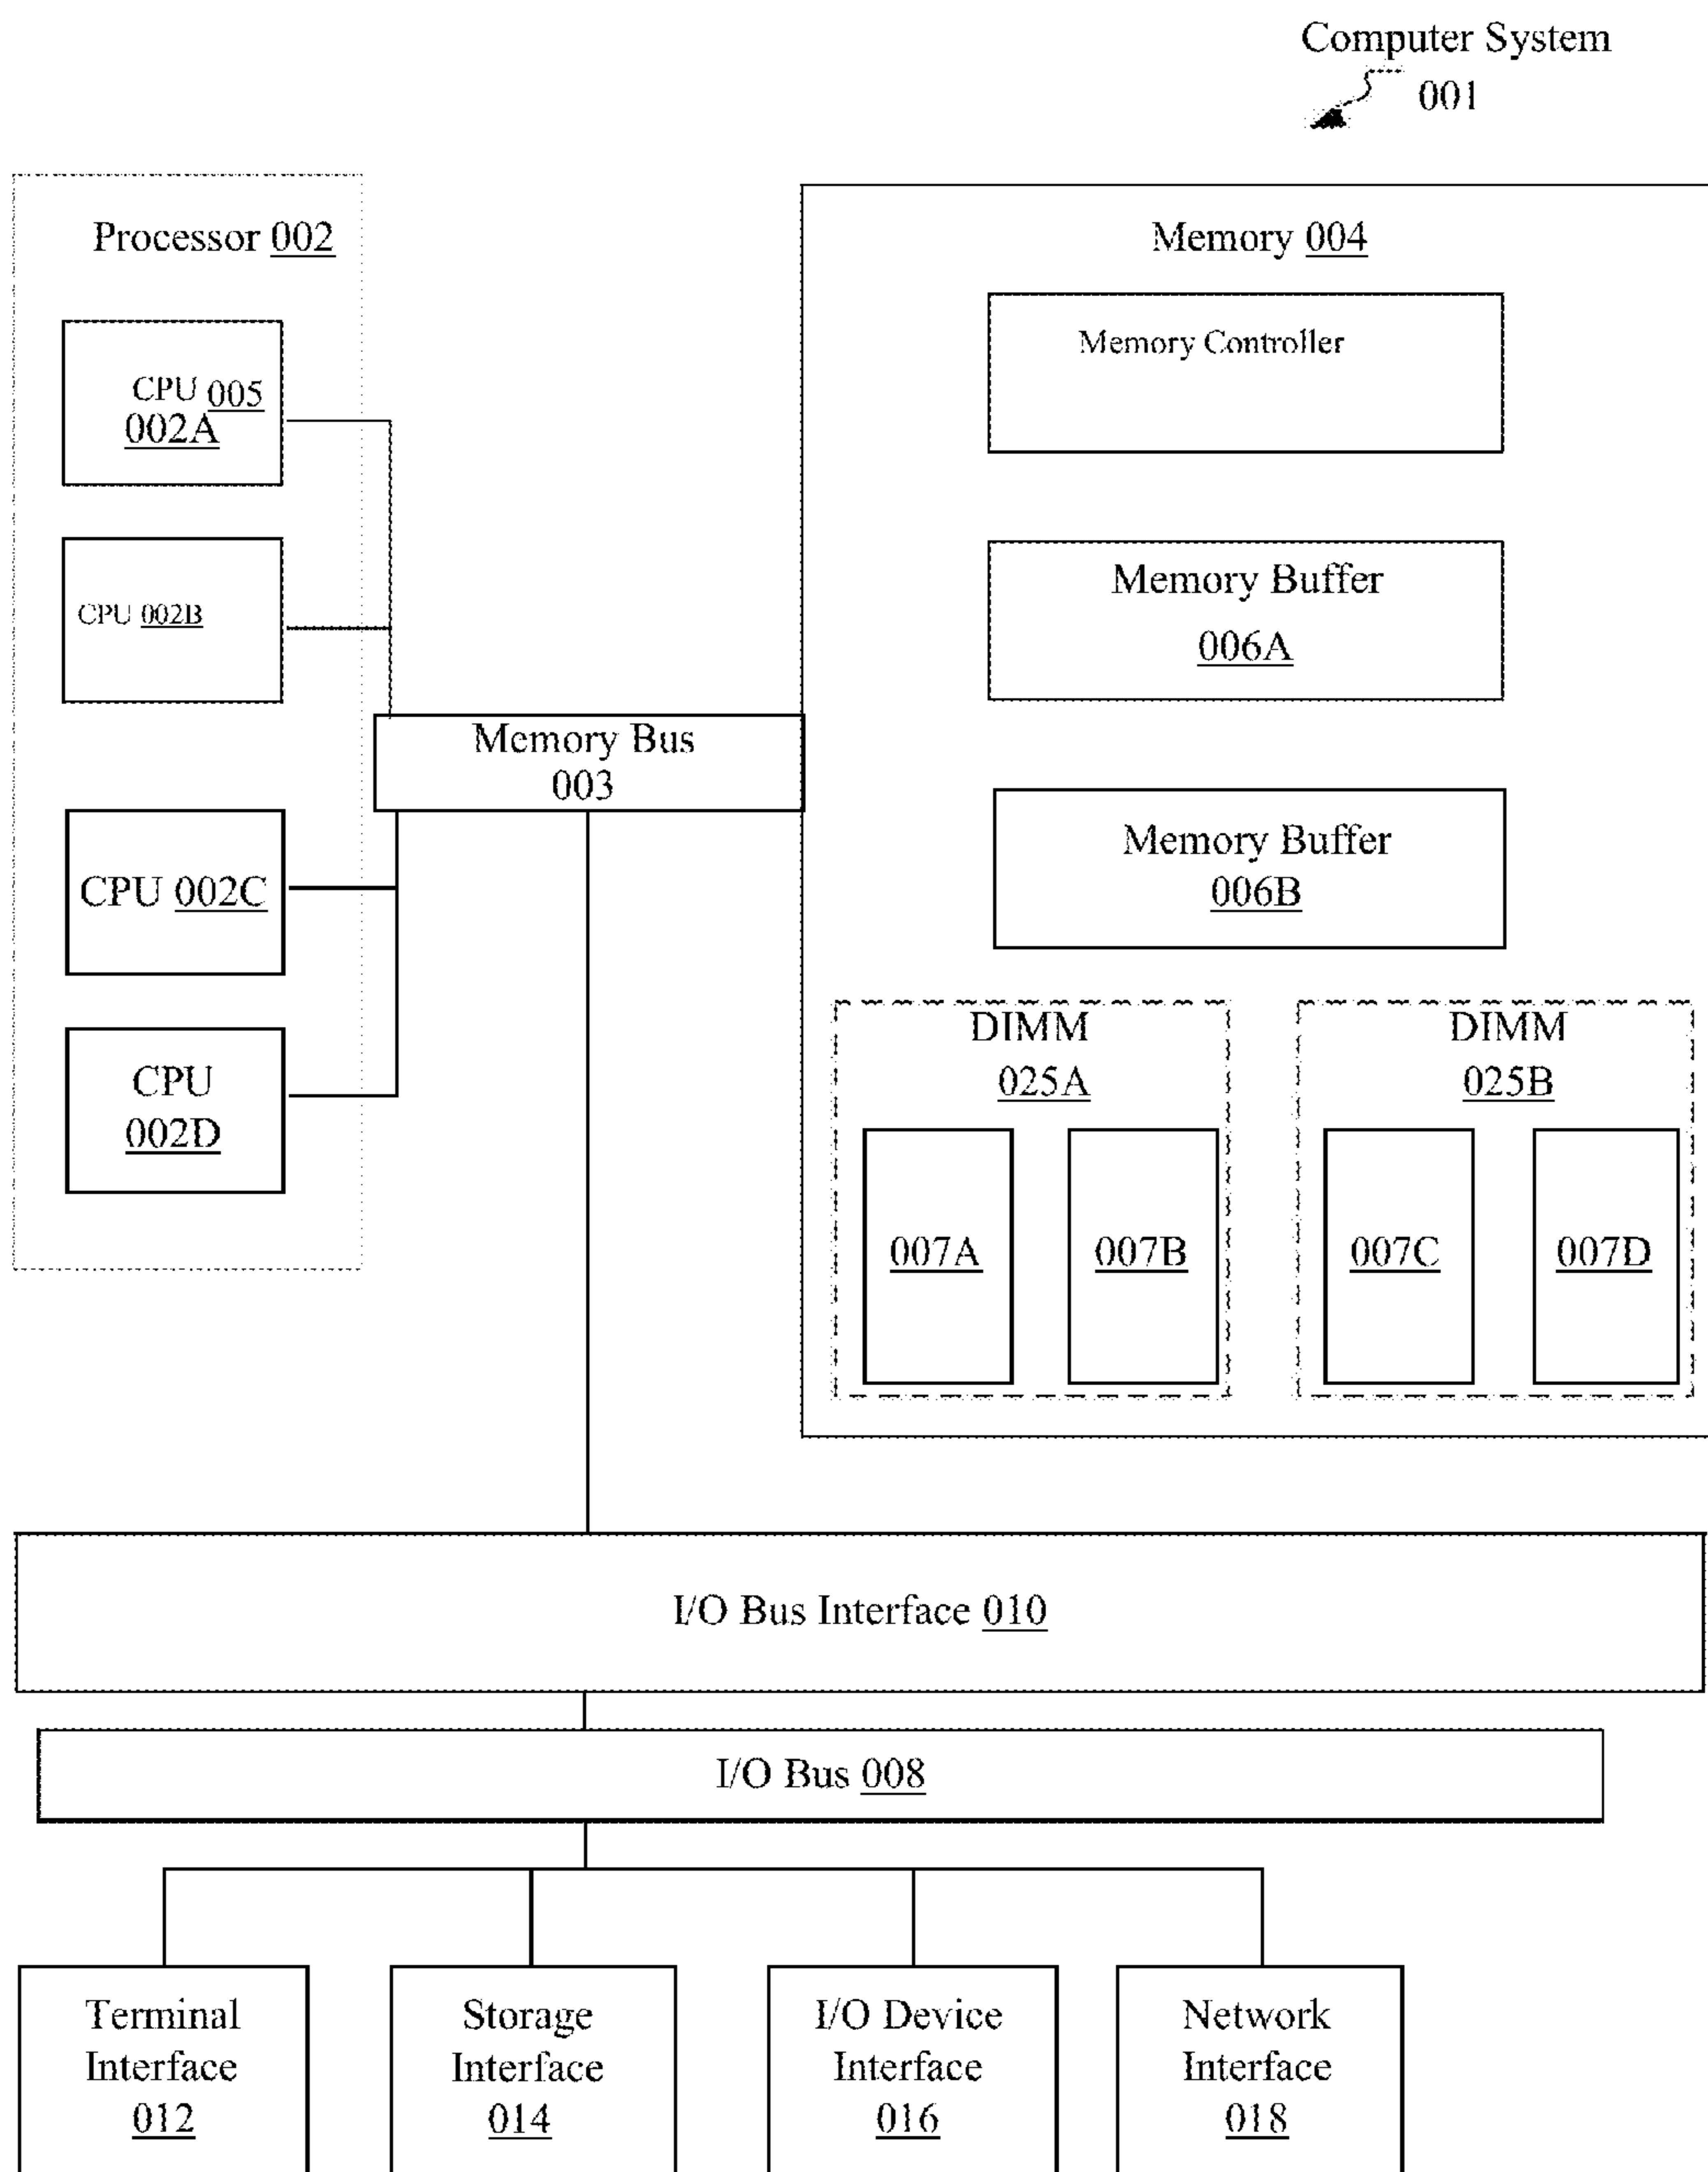 Computer System
001
Processor 002
CPU 005
002A
CPU 002B
CPU 002C
CPU
002D
Memory Bus
003
Memory 004
Memory Controller
Memory Buffer
006A
Memory Buffer
006B
DIMM
025A
007A
007B
DIMM
025B
007C
007D
I/O Bus Interface 010
I/O Bus 008
Terminal
Interface
012
Storage
Interface
014
I/O Device
Interface
016
Network
Interface
018